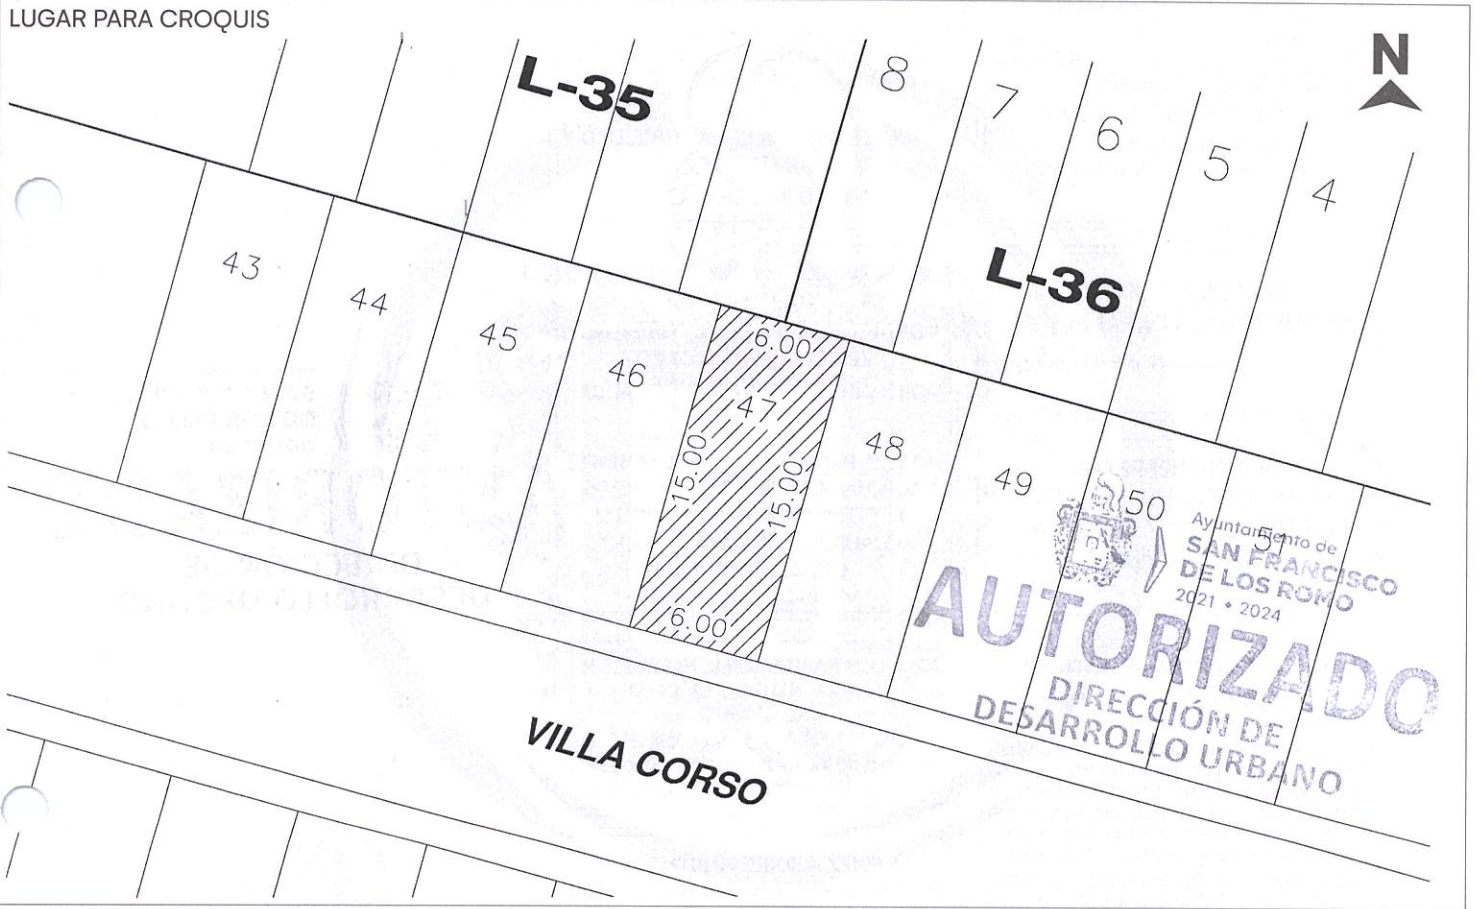 LUGAR PARA CROQUIS
N
L-35
8
7
6
5
4
L-36
43
44
45
46
6.00
47
15.00
15.00
6.00
48
49
50
51
Ayuntamiento de
SAN FRANCISCO
DE LOS ROMO
2021 • 2024
AUTORIZADO
DIRECCIÓN DE
DESARROLLO URBANO
VILLA CORSO